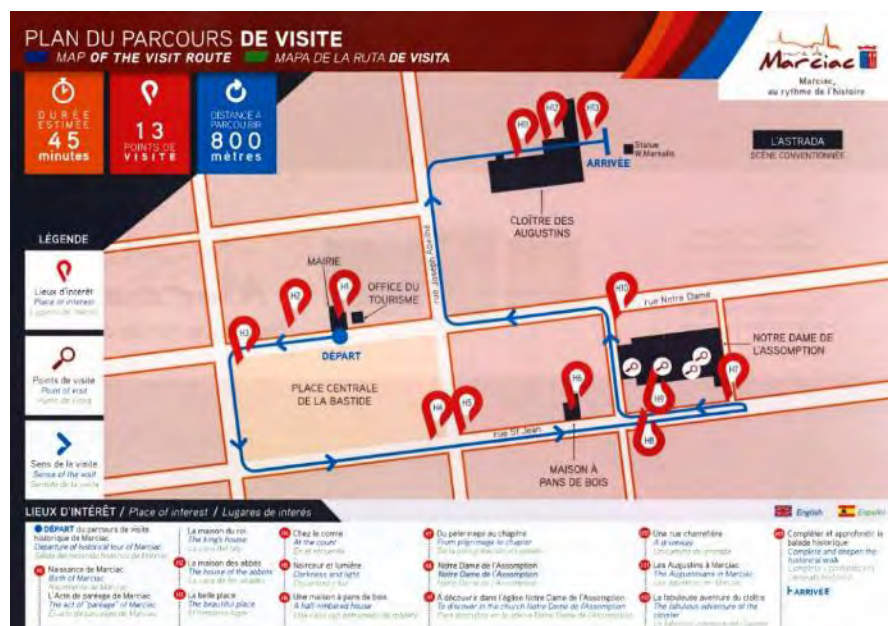 PLAN DU PARCOURS DE VISITE
MAP OF THE VISIT ROUTE
MAPA DE LA RUTA DE VISITA
Marciac
Marciac,
au rythme de l'histoire
DURÉE
ESTIMÉE
45
minutes
13
POINTS DE
VISITE
DISTANCE À
PARCOURIR
800
mètres
H11
H12
H13
ARRIVÉE
Statue
W.Marsalis
L'ASTRADA
SCÈNE CONVENTIONNÉE
CLOÎTRE DES
AUGUSTINS
LÉGENDE
Lieux d'intérêt
Place of interest
Points de visite
Point of visit
Sens de la visite
Sense of the visit
MAIRIE
H1
H2
H3
OFFICE DU
TOURISME
DÉPART
PLACE CENTRALE
DE LA BASTIDE
rue Joseph Abeilhé
H10
rue Notre Dame
NOTRE DAME DE
L'ASSOMPTION
H4
H5
H6
H7
H9
H8
rue St Jean
MAISON À
PANS DE BOIS
LIEUX D'INTÉRÊT / Place of interest / Lugares de interés
English
Español
DÉPART du parcours de visite
historique de Marciac
Departure of historical tour of Marciac
Naissance de Marciac
Birth of Marciac
L'Acte de paréage de Marciac
The act of "paréage" of Marciac
La maison du roi
The king's house
La maison des abbés
The house of the abbots
La belle place
The beautiful place
Chez le comte
At the count
Noirceur et lumière
Darkness and light
Une maison à pans de bois
A half-timbered house
Du pèlerinage au chapitre
From pilgrimage to chapter
Notre Dame de l'Assomption
Notre Dame de l'Assomption
À découvrir dans l'église Notre Dame de l'Assomption
To discover in the church Notre Dame de l'Assomption
Une rue charretière
A driveway
Les Augustins à Marciac
The Augustinians in Marciac
La fabuleuse aventure du cloître
The fabulous adventure of the
cloister
Compléter et approfondir la
balade historique
Complete and deepen the
historical walk
ARRIVÉE